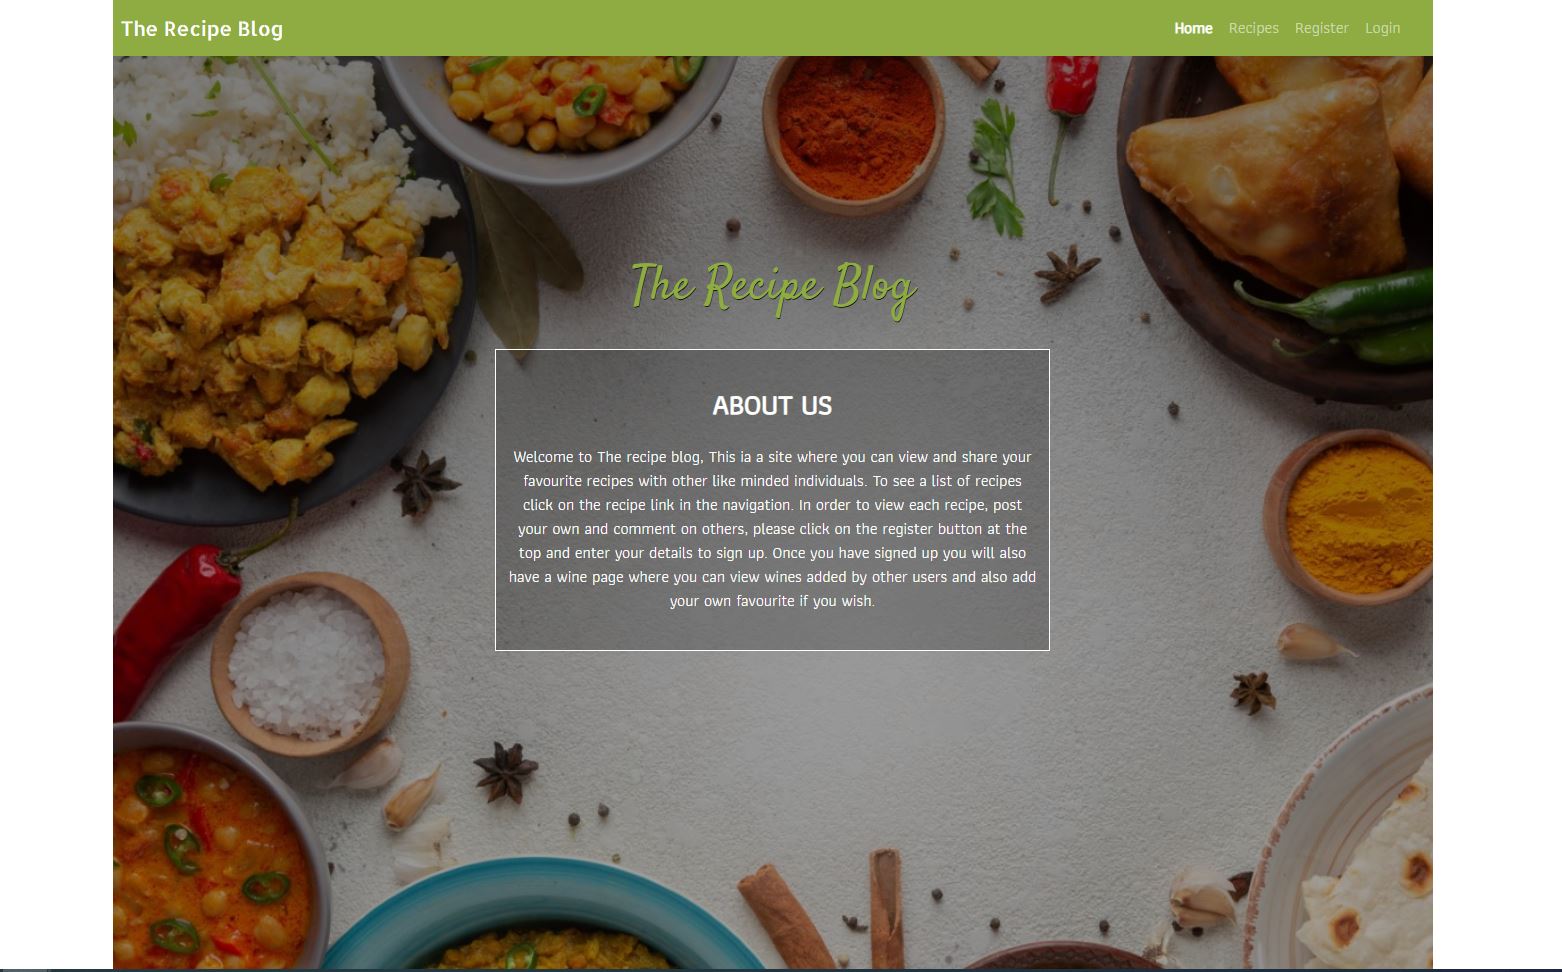 The Recipe Blog
Home Recipes Register Login
The Recipe Blog
ABOUT US
Welcome to The recipe blog, This ia a site where you can view and share your
favourite recipes with other like minded individuals. To see a list of recipes
click on the recipe link in the navigation. In order to view each recipe, post
your own and comment on others, please click on the register button at the
top and enter your details to sign up. Once you have signed up you will also
have a wine page where you can view wines added by other users and also add
your own favourite if you wish.